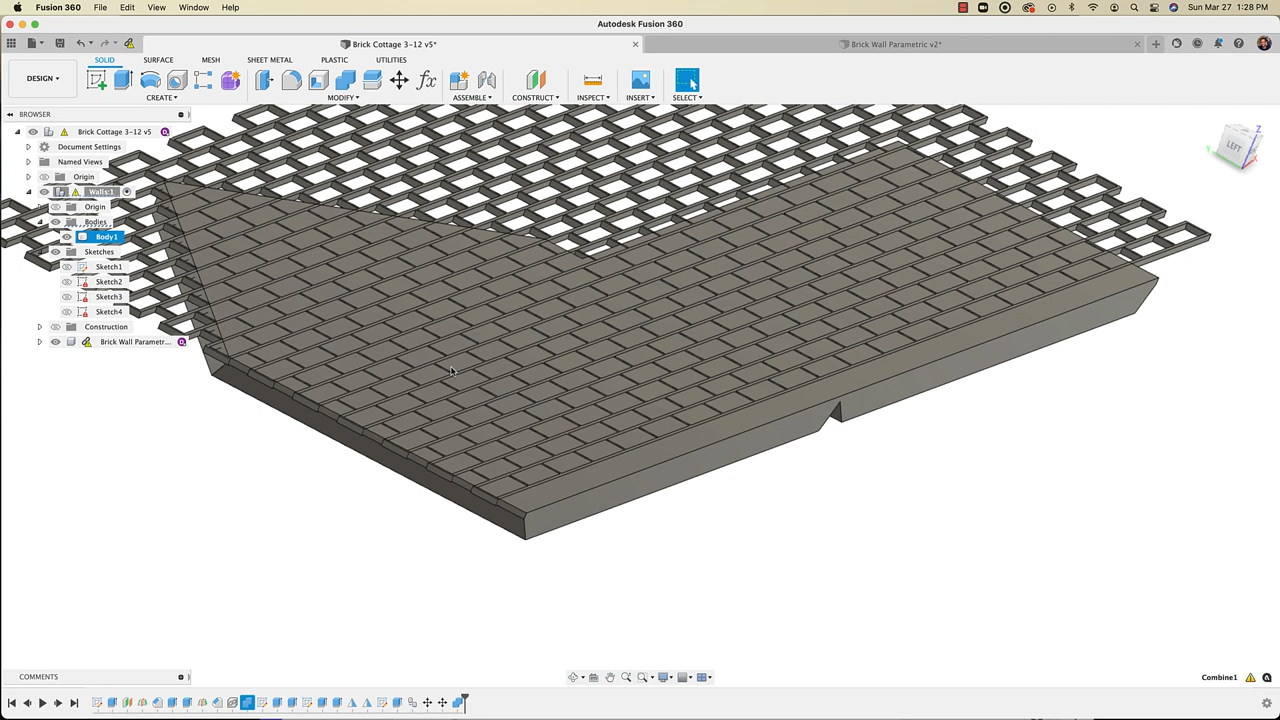 Fusion 360 File Edit View Window Help Sun Mar 27 1:28 PM
Autodesk Fusion 360
Brick Cottage 3-12 v5* Brick Wall Parametric v2*
SOLID SURFACE MESH SHEET METAL PLASTIC UTILITIES
DESIGN
CREATE MODIFY ASSEMBLE CONSTRUCT INSPECT INSERT SELECT
BROWSER
Brick Cottage 3-12 v5
Document Settings
Named Views
Origin
Walls:1
Origin
Bodies
Body1
Sketches
Sketch1
Sketch2
Sketch3
Sketch4
Construction
Brick Wall Parametr...
LEFT
Z
Y
X
COMMENTS
Combine1